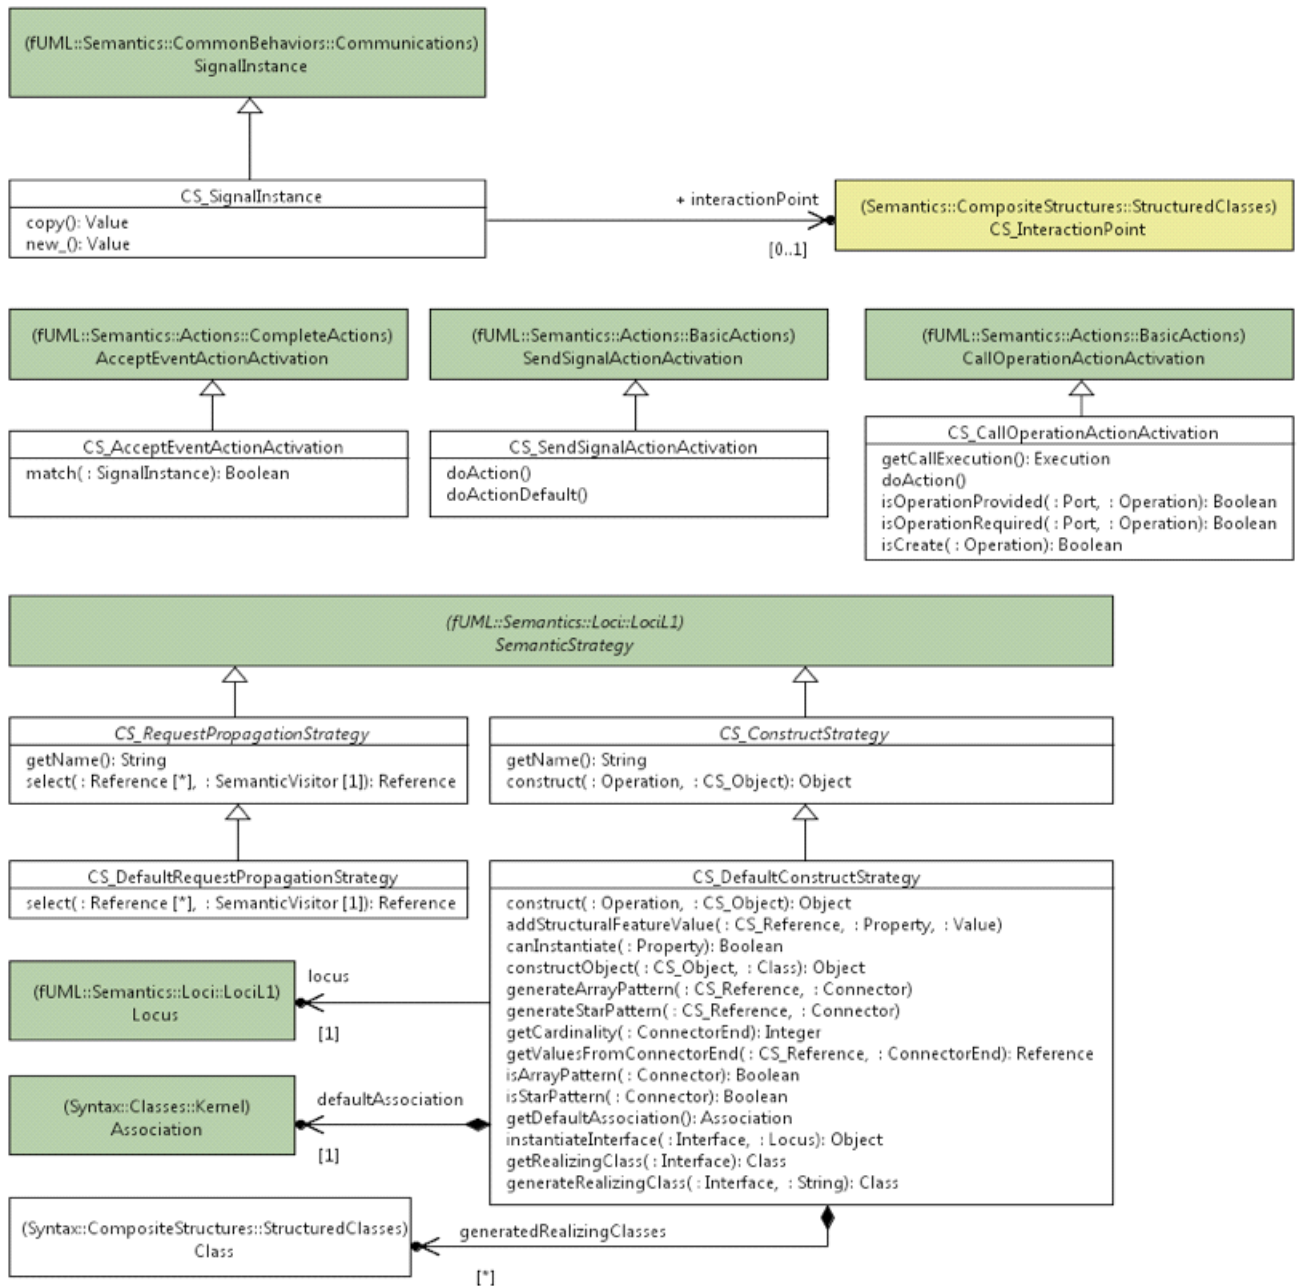 (fUML::Semantics::CommonBehaviors::Communications)
SignalInstance
CS_SignalInstance
copy(): Value
new_(): Value
+ interactionPoint
[0..1]
(Semantics::CompositeStructures::StructuredClasses)
CS_InteractionPoint
(fUML::Semantics::Actions::CompleteActions)
AcceptEventActionActivation
CS_AcceptEventActionActivation
match( : SignalInstance): Boolean
(fUML::Semantics::Actions::BasicActions)
SendSignalActionActivation
CS_SendSignalActionActivation
doAction()
doActionDefault()
(fUML::Semantics::Actions::BasicActions)
CallOperationActionActivation
CS_CallOperationActionActivation
getCallExecution(): Execution
doAction()
isOperationProvided( : Port, : Operation): Boolean
isOperationRequired( : Port, : Operation): Boolean
isCreate( : Operation): Boolean
(fUML::Semantics::Loci::LociL1)
SemanticStrategy
CS_RequestPropagationStrategy
getName(): String
select( : Reference [*], : SemanticVisitor [1]): Reference
CS_ConstructStrategy
getName(): String
construct( : Operation, : CS_Object): Object
CS_DefaultRequestPropagationStrategy
select( : Reference [*], : SemanticVisitor [1]): Reference
CS_DefaultConstructStrategy
construct( : Operation, : CS_Object): Object
addStructuralFeatureValue( : CS_Reference, : Property, : Value)
canInstantiate( : Property): Boolean
constructObject( : CS_Object, : Class): Object
generateArrayPattern( : CS_Reference, : Connector)
generateStarPattern( : CS_Reference, : Connector)
getCardinality( : ConnectorEnd): Integer
getValuesFromConnectorEnd( : CS_Reference, : ConnectorEnd): Reference
isArrayPattern( : Connector): Boolean
isStarPattern( : Connector): Boolean
getDefaultAssociation(): Association
instantiateInterface( : Interface, : Locus): Object
getRealizingClass( : Interface): Class
generateRealizingClass( : Interface, : String): Class
(fUML::Semantics::Loci::LociL1)
Locus
locus
[1]
(Syntax::Classes::Kernel)
Association
defaultAssociation
[1]
(Syntax::CompositeStructures::StructuredClasses)
Class
generatedRealizingClasses
[*]